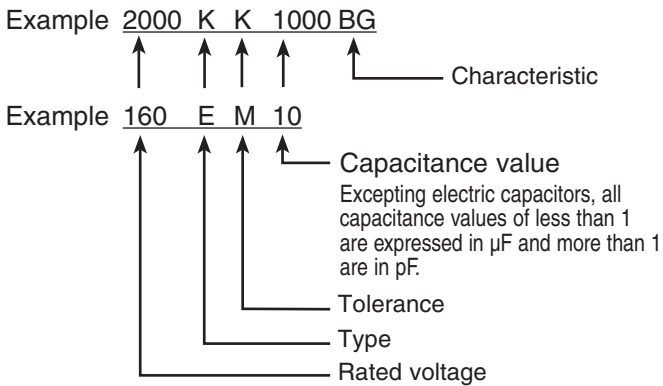 Example 2000 K K 1000 BG
Characteristic
Example 160 E M 10
Capacitance value
Excepting electric capacitors, all
capacitance values of less than 1
are expressed in µF and more than 1
are in pF.
Tolerance
Type
Rated voltage